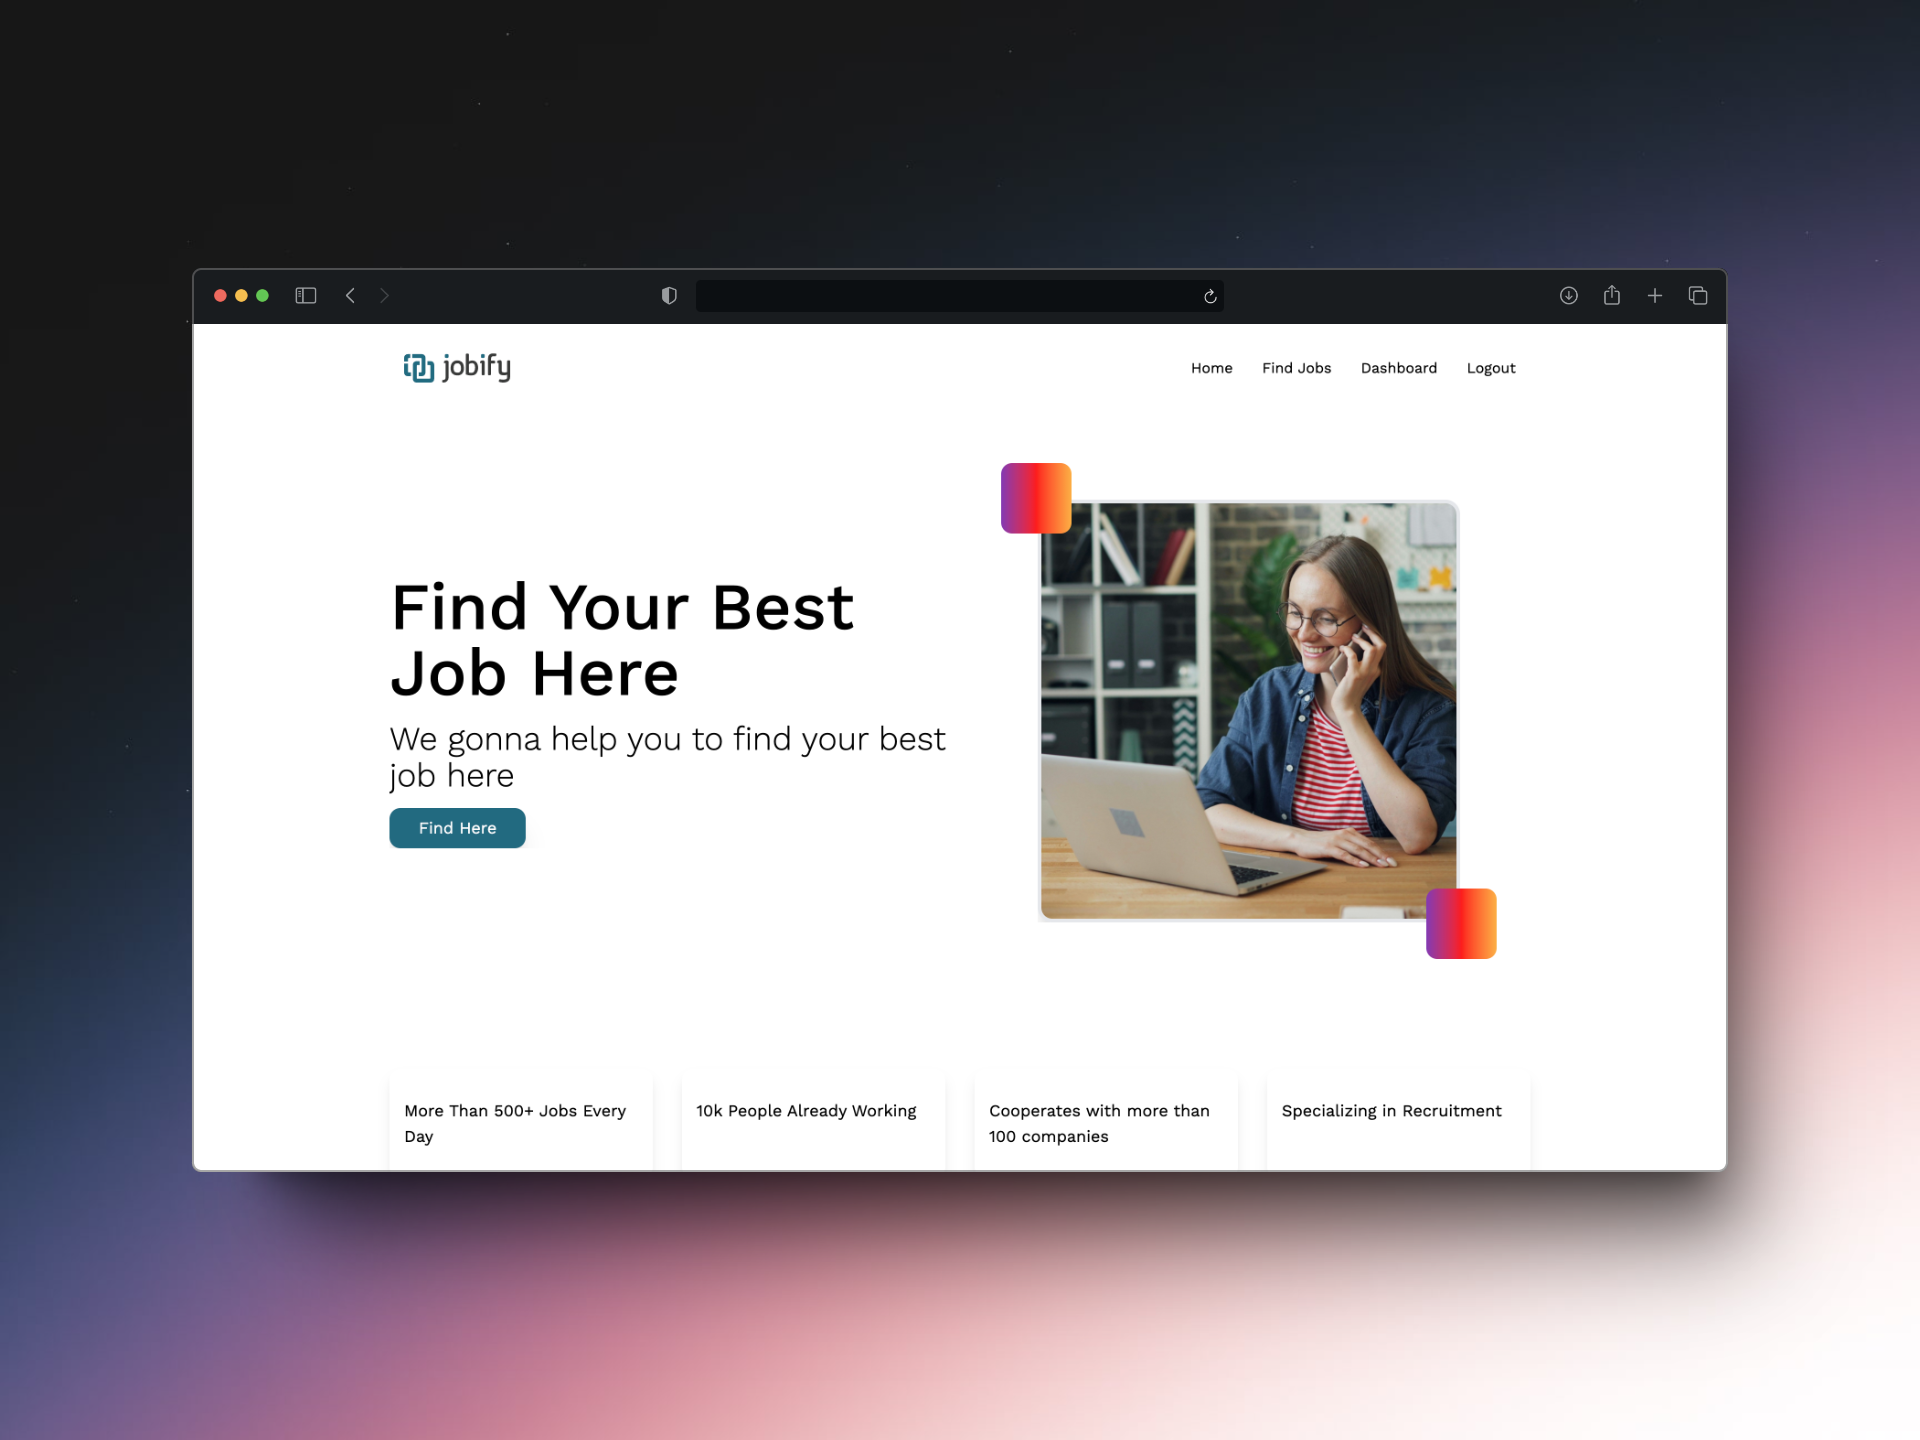 jobify
Home Find Jobs Dashboard Logout
Find Your Best
Job Here
We gonna help you to find your best
job here
Find Here
More Than 500+ Jobs Every
Day
10k People Already Working
Cooperates with more than
100 companies
Specializing in Recruitment